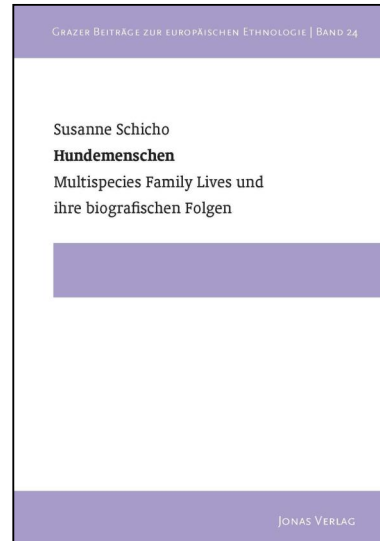 Grazer Beiträge zur europäischen Ethnologie | Band 24
Susanne Schicho
Hundemenschen
Multispecies Family Lives und
ihre biografischen Folgen
Jonas Verlag